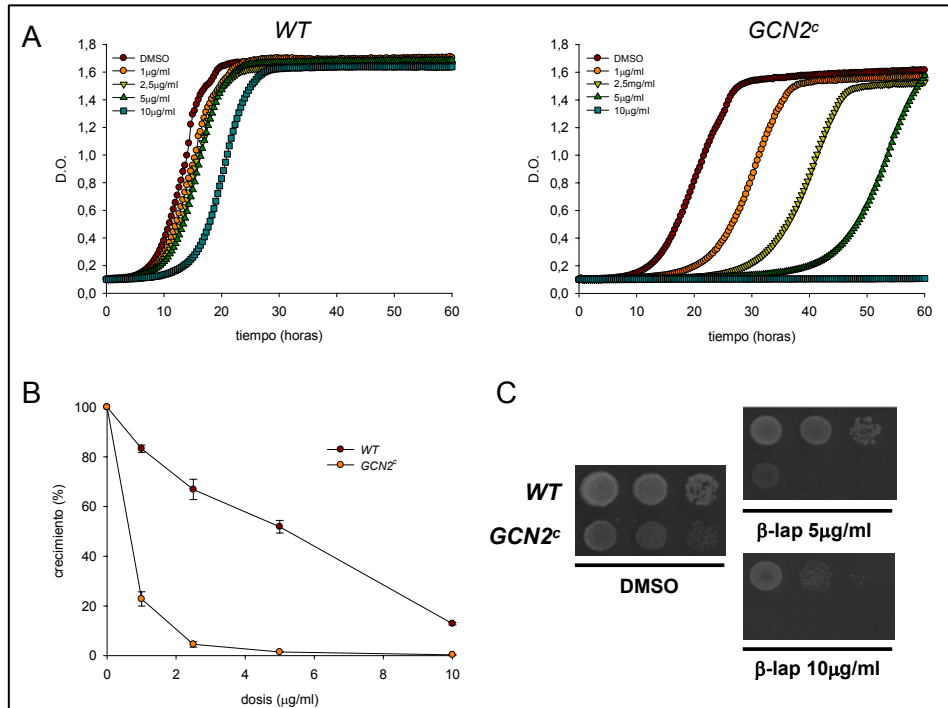 A
WT
DMSO
1µg/ml
2,5µg/ml
5µg/ml
10µg/ml
1,8
1,6
1,4
1,2
1,0
0,8
0,6
0,4
0,2
0,0
D.O.
0 10 20 30 40 50 60
tiempo (horas)
GCN2ᶜ
DMSO
1µg/ml
2,5mg/ml
5µg/ml
10µg/ml
1,8
1,6
1,4
1,2
1,0
0,8
0,6
0,4
0,2
0,0
D.O.
0 10 20 30 40 50 60
tiempo (horas)
B
100
80
60
40
20
0
crecimiento (%)
WT
GCN2ᶜ
0 2 4 6 8 10
dosis (µg/ml)
C
WT
GCN2ᶜ
DMSO
β-lap 5µg/ml
β-lap 10µg/ml